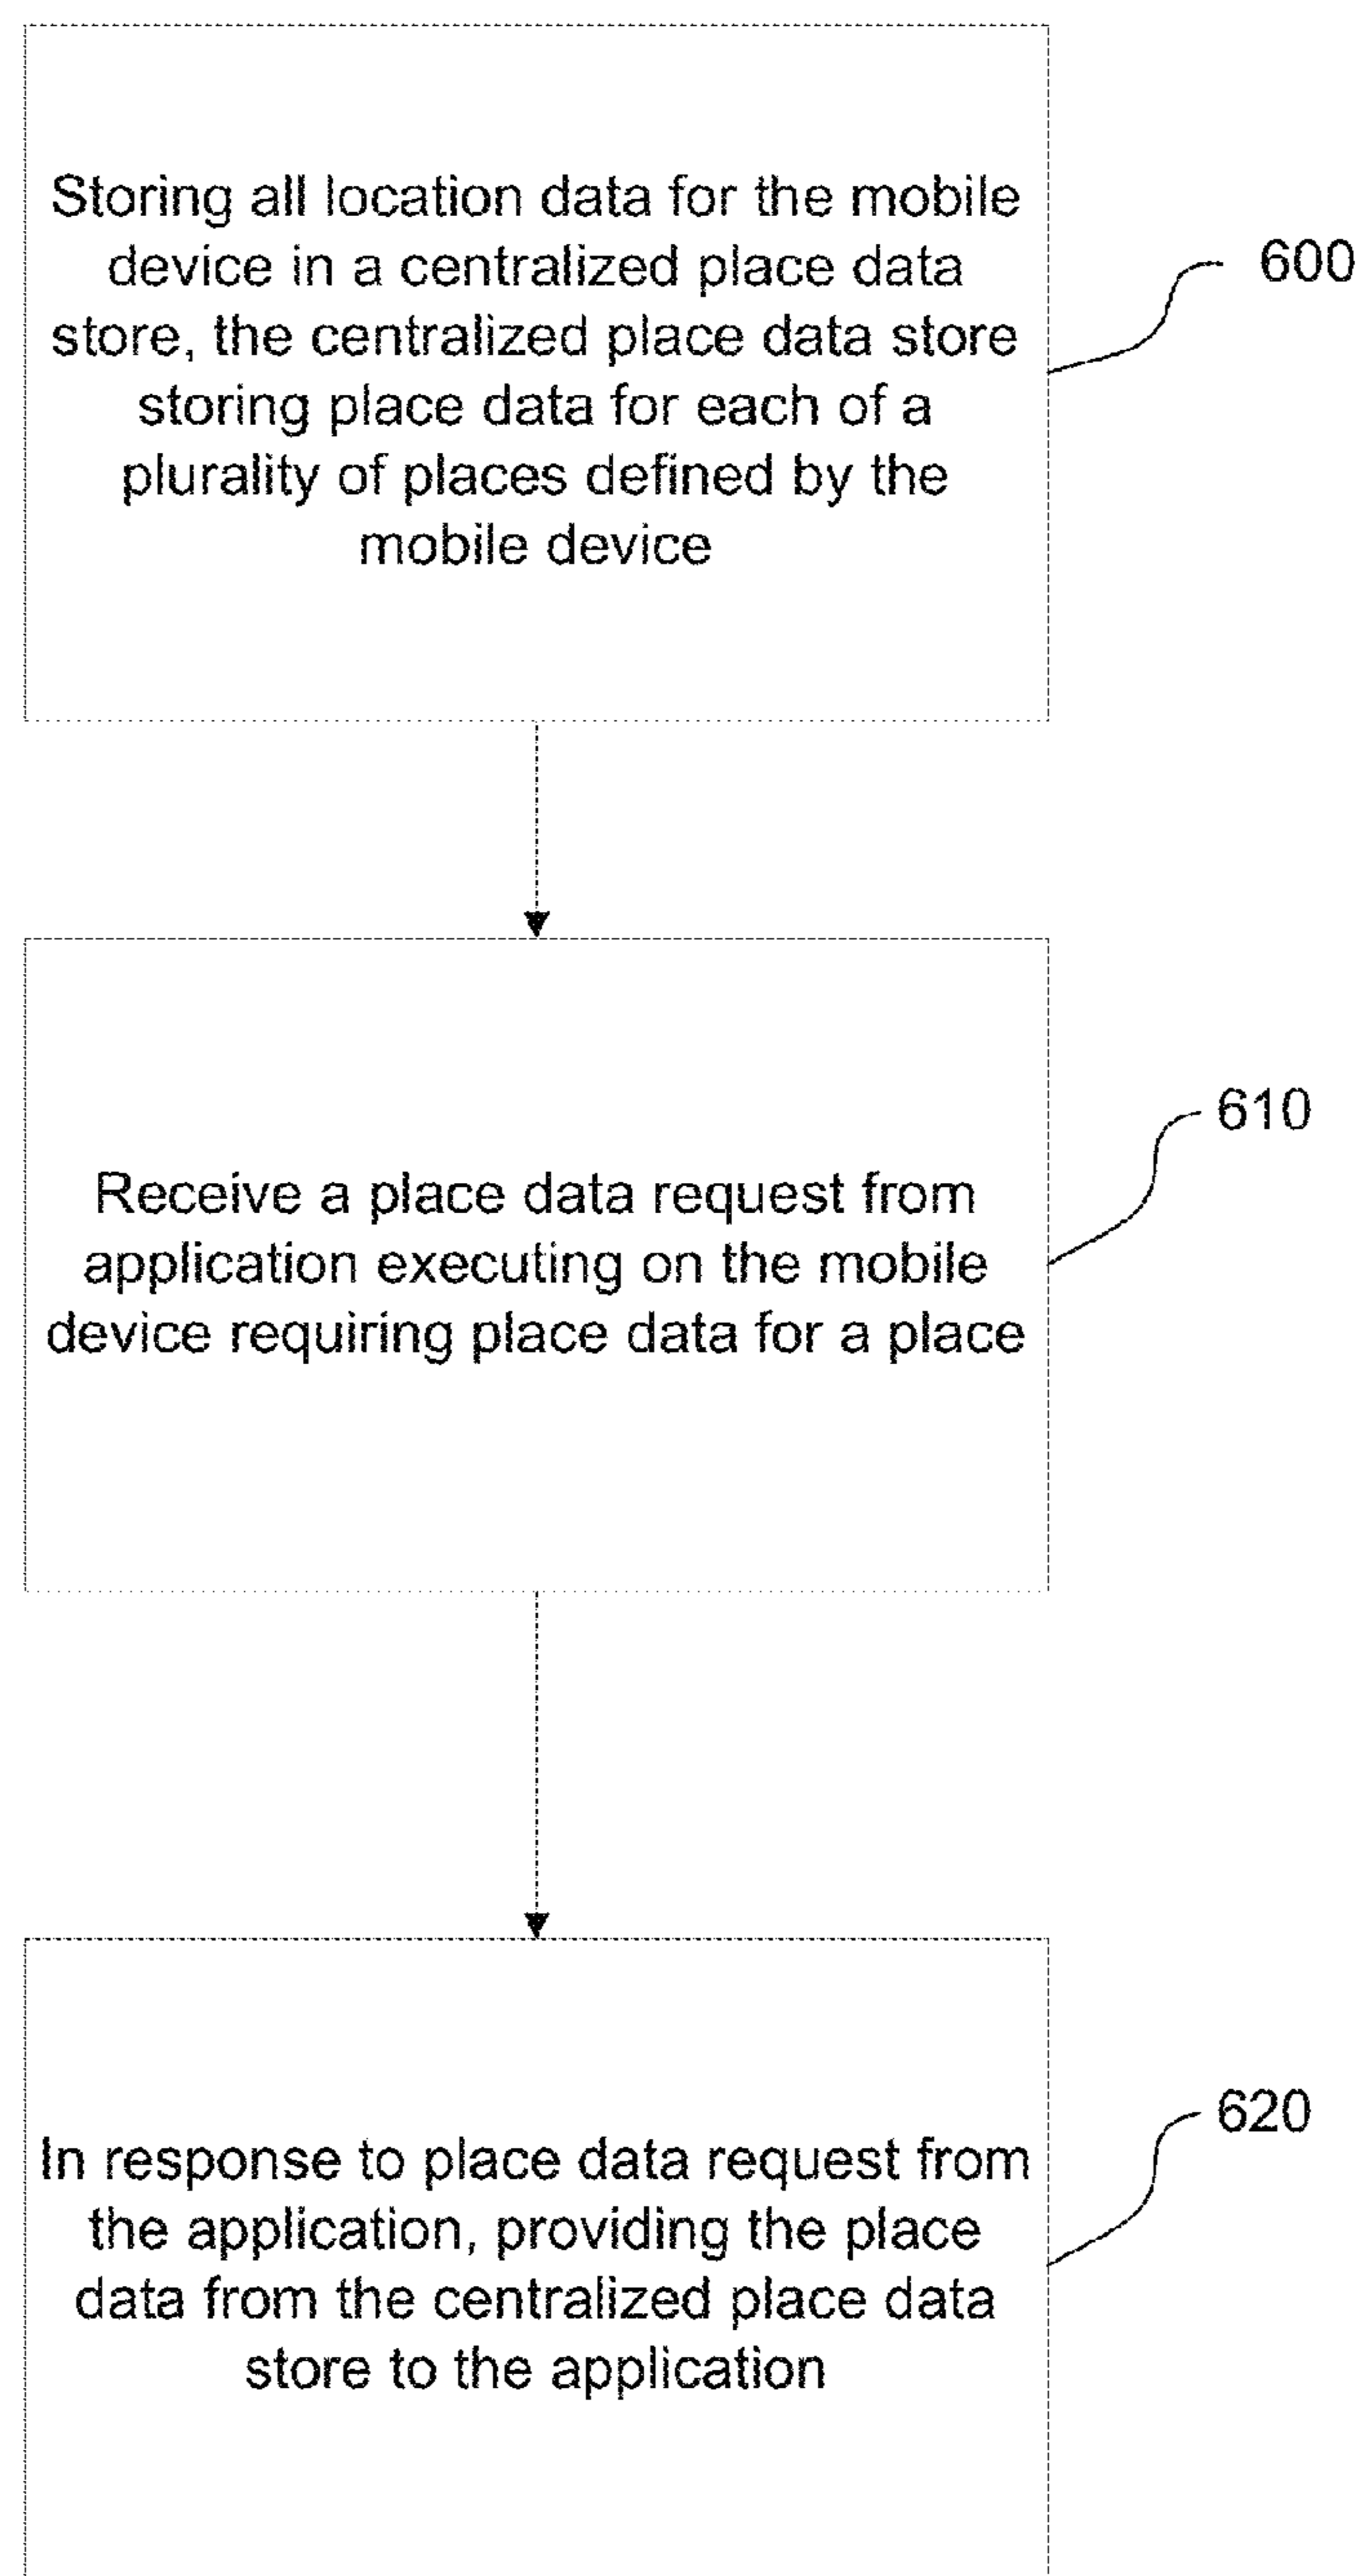 Storing all location data for the mobile
device in a centralized place data
store, the centralized place data store
storing place data for each of a
plurality of places defined by the
mobile device
600
Receive a place data request from
application executing on the mobile
device requiring place data for a place
610
In response to place data request from
the application, providing the place
data from the centralized place data
store to the application
620